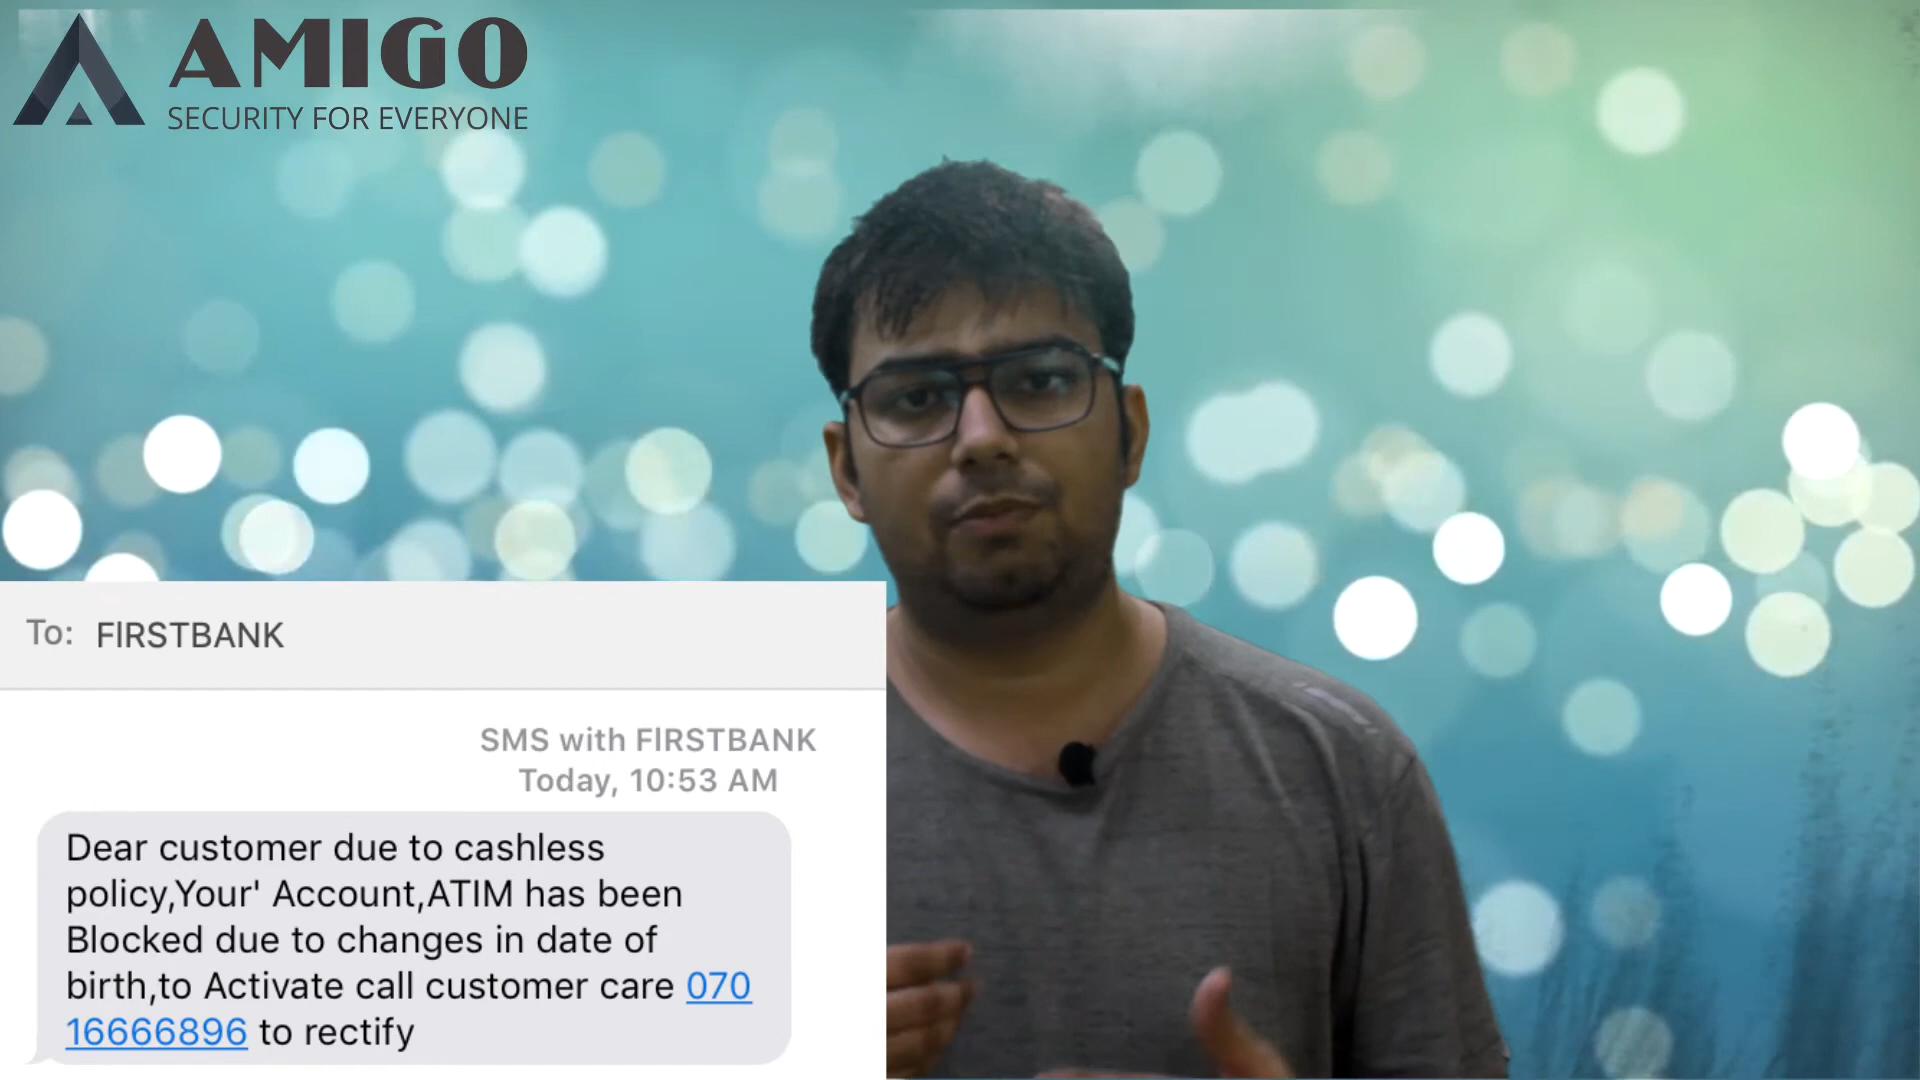 AMIGO
SECURITY FOR EVERYONE
To: FIRSTBANK
SMS with FIRSTBANK
Today, 10:53 AM
Dear customer due to cashless
policy,Your' Account,ATIM has been
Blocked due to changes in date of
birth,to Activate call customer care 070
16666896 to rectify